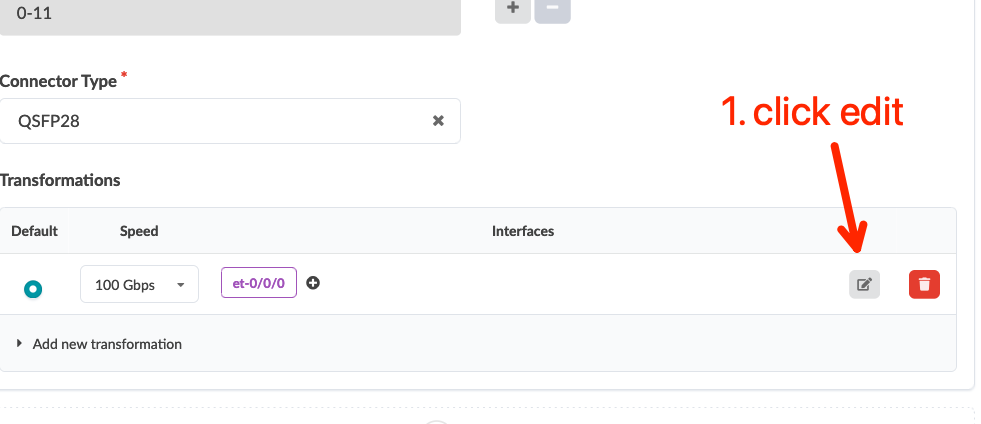 0-11
Connector Type *
QSFP28
1. click edit
Transformations
Default Speed Interfaces
100 Gbps et-0/0/0
Add new transformation